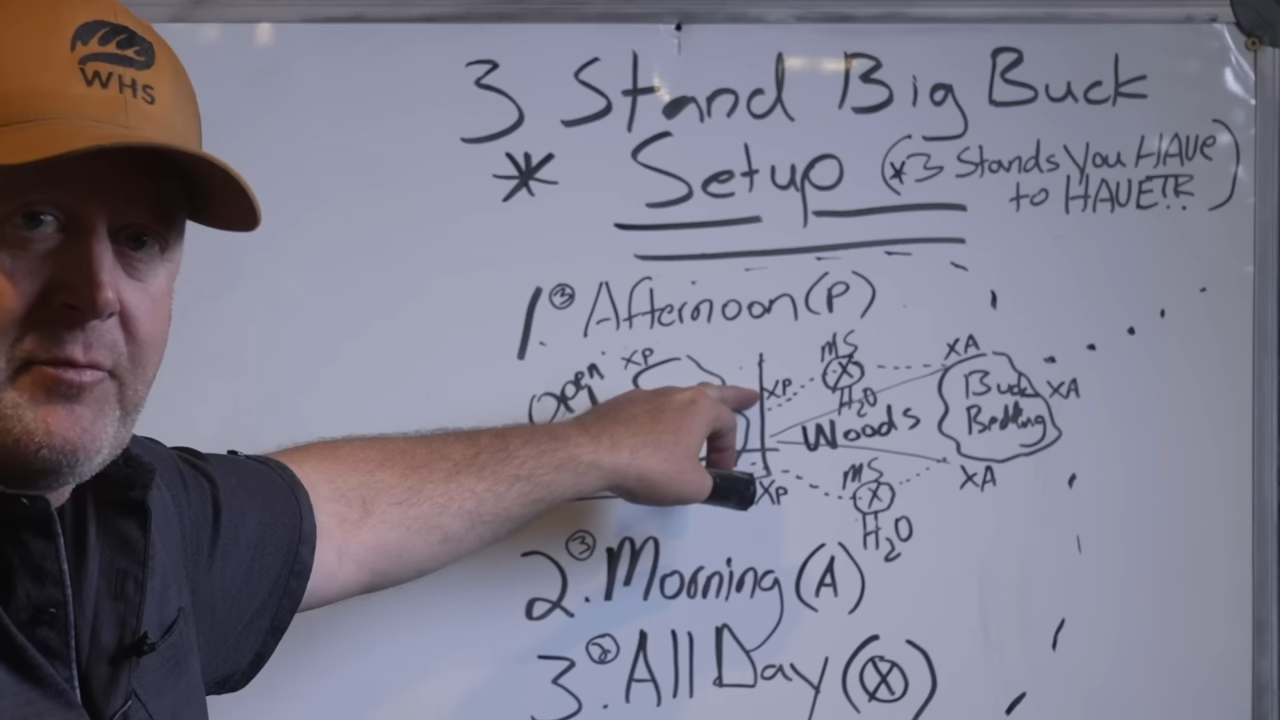 WHS
3 Stand Big Buck
* Setup (*3 Stands You HAVE
to HAVE!!)
1. ③ Afternoon (P)
Open XP
XP
MS
X
H2O
XA
Buck
Bedding
XA
Woods
XP
MS
X
H2O
XA
2. ③ Morning (A)
3. ② All Day (X)